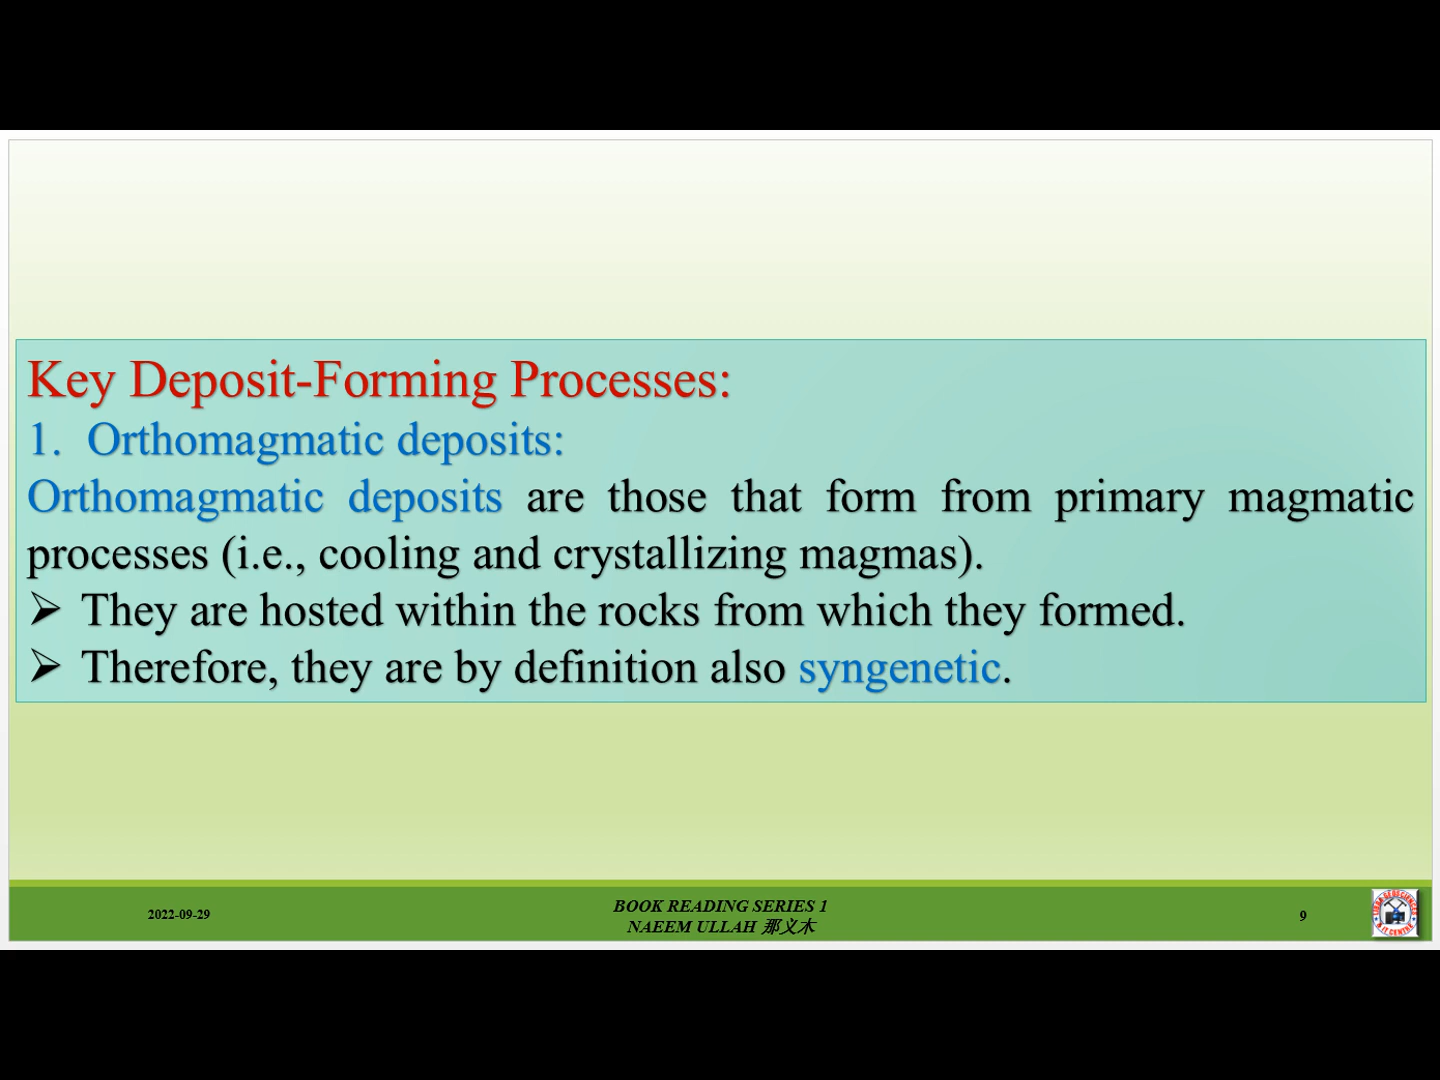 Key Deposit-Forming Processes:
1. Orthomagmatic deposits:
Orthomagmatic deposits are those that form from primary magmatic
processes (i.e., cooling and crystallizing magmas).
➢ They are hosted within the rocks from which they formed.
➢ Therefore, they are by definition also syngenetic.
2022-09-29
BOOK READING SERIES 1
NAEEM ULLAH 那义木
9